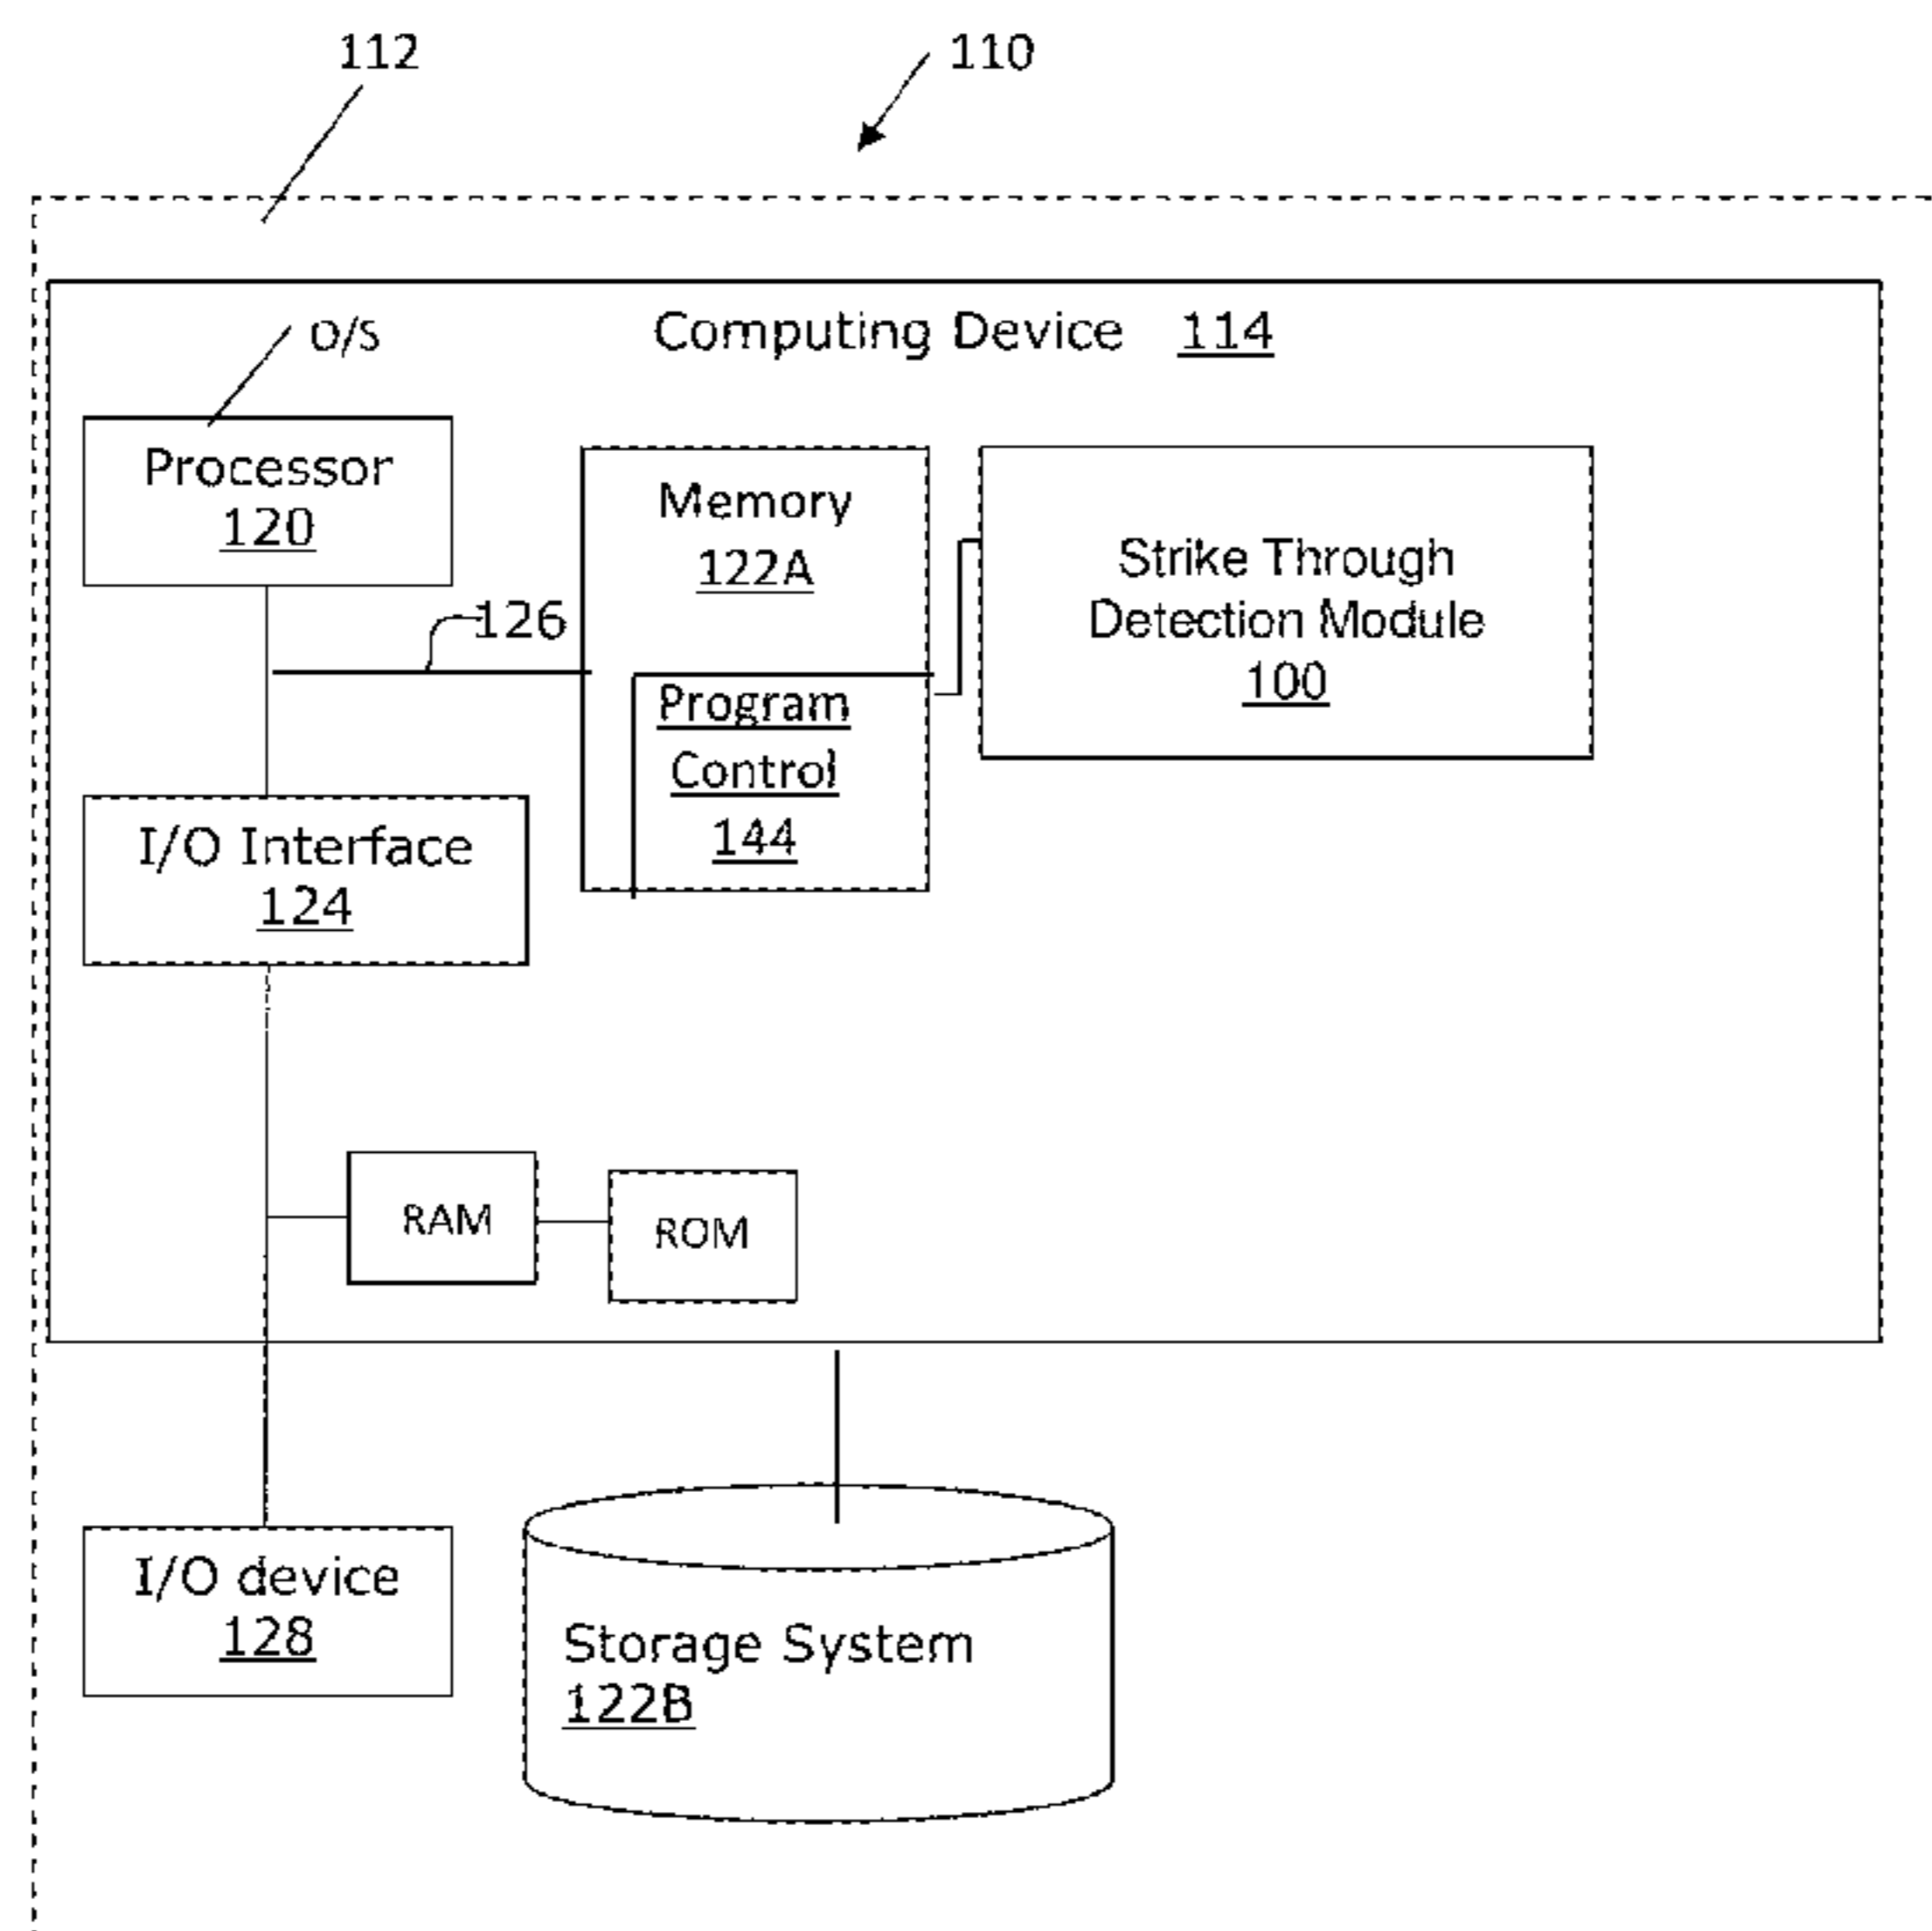 112
110
Computing Device 114
O/S
Processor
120
126
Memory
122A
Program
Control
144
Strike Through
Detection Module
100
I/O Interface
124
RAM
ROM
I/O device
128
Storage System
122B